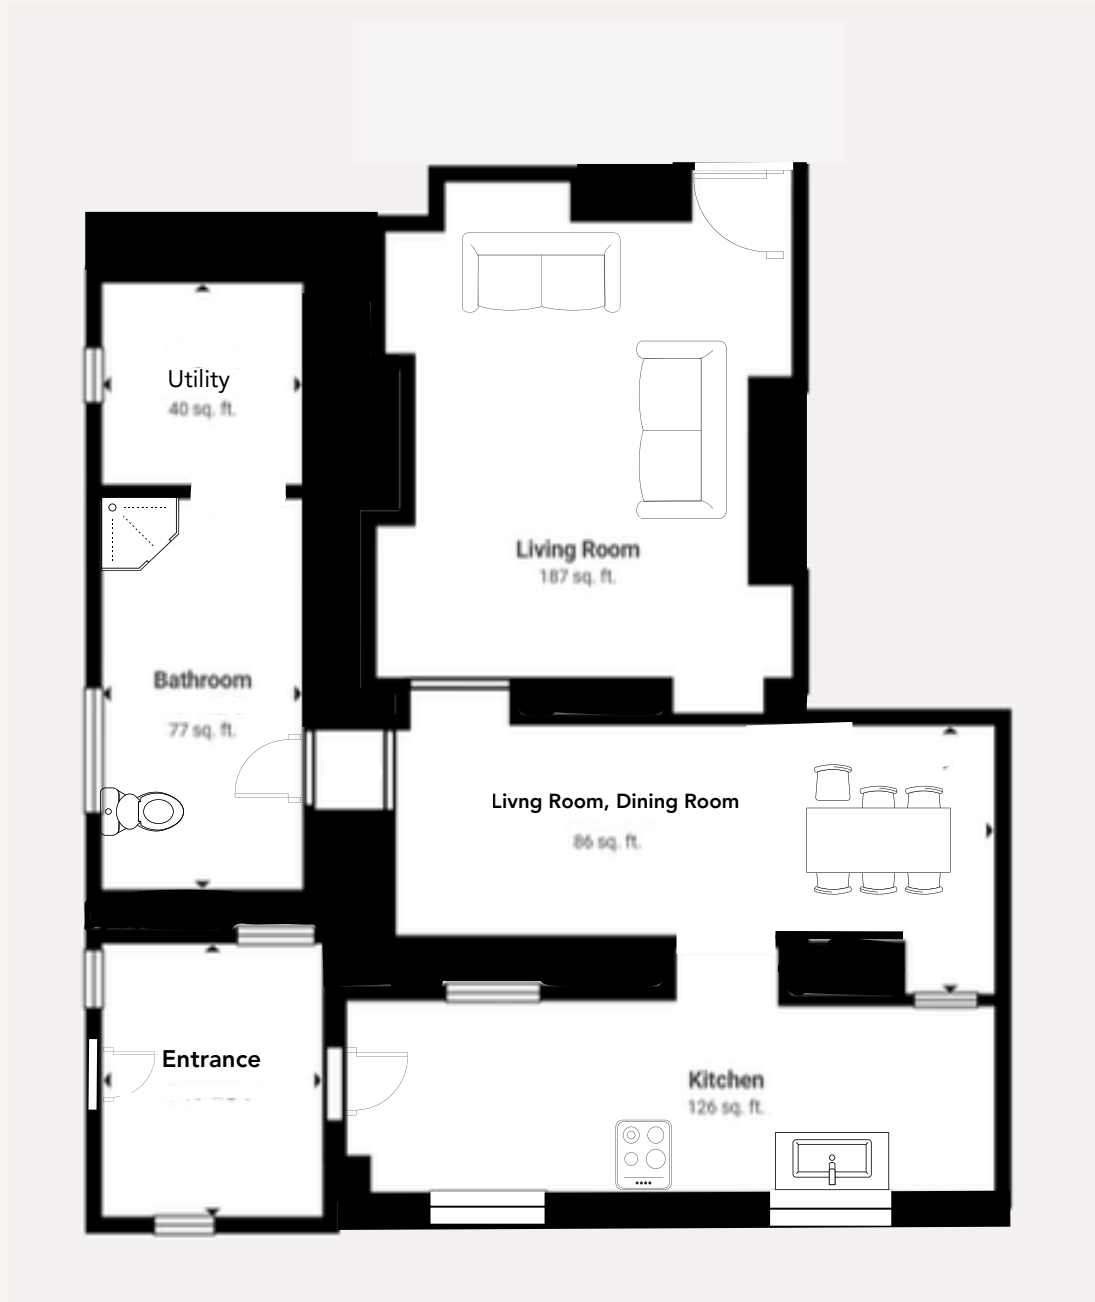 Utility
40 sq. ft.
Living Room
187 sq. ft.
Bathroom
77 sq. ft.
Livng Room, Dining Room
86 sq. ft.
Entrance
Kitchen
126 sq. ft.